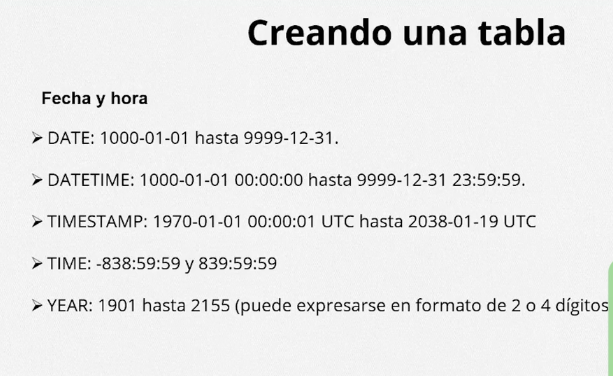 Creando una tabla
Fecha y hora
➢ DATE: 1000-01-01 hasta 9999-12-31.
➢ DATETIME: 1000-01-01 00:00:00 hasta 9999-12-31 23:59:59.
➢ TIMESTAMP: 1970-01-01 00:00:01 UTC hasta 2038-01-19 UTC
➢ TIME: -838:59:59 y 839:59:59
➢ YEAR: 1901 hasta 2155 (puede expresarse en formato de 2 o 4 dígitos